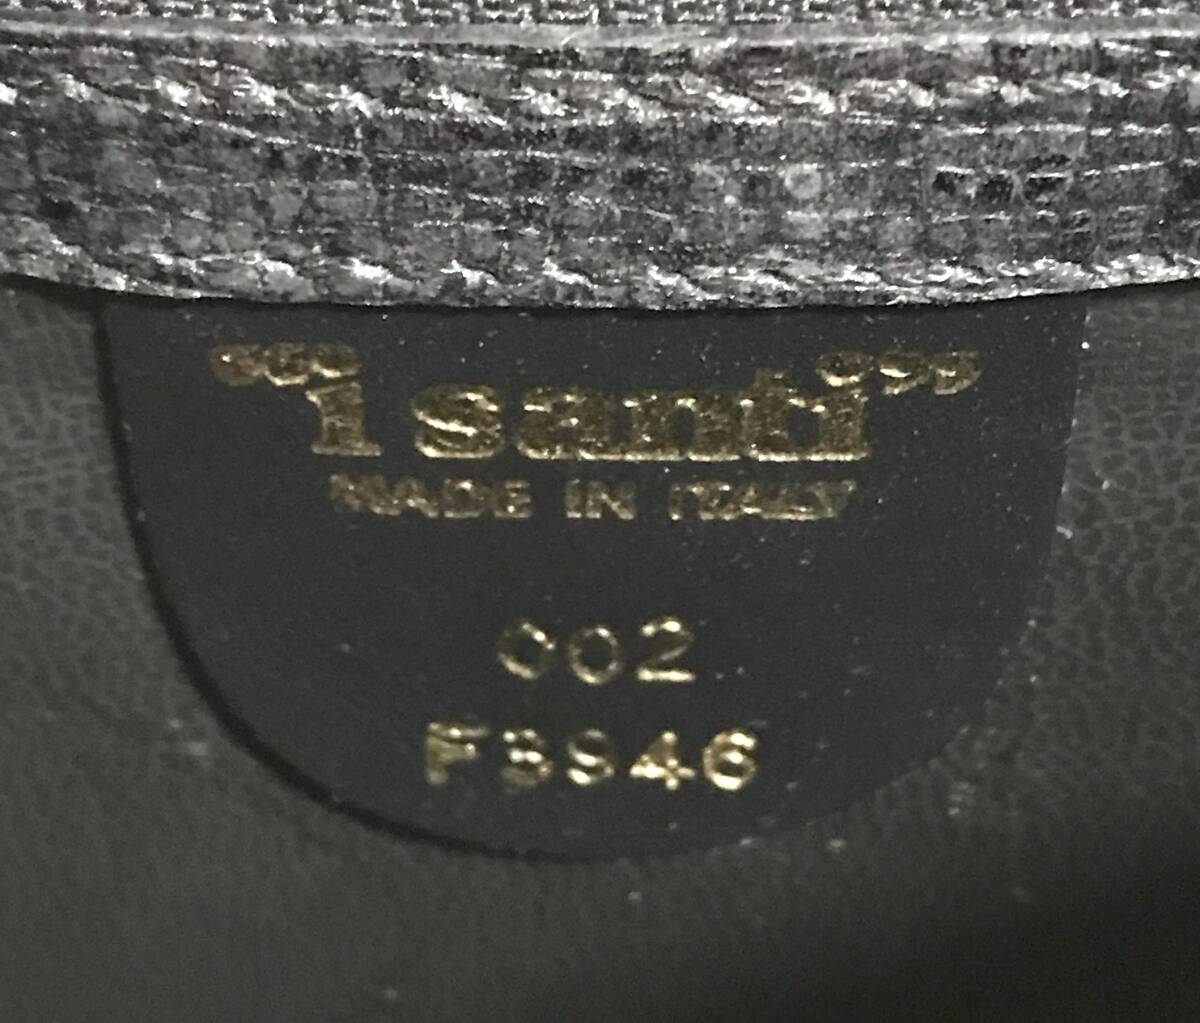 "i santi"
MADE IN ITALY
002
F3946